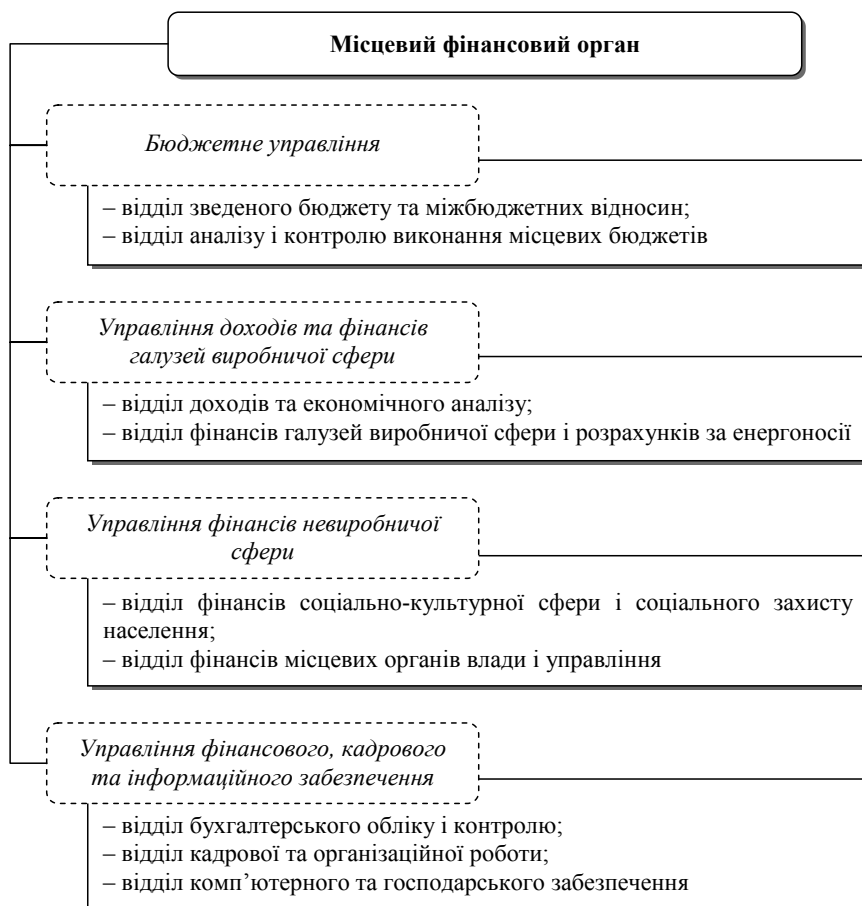 Місцевий фінансовий орган
Бюджетне управління
– відділ зведеного бюджету та міжбюджетних відносин;
– відділ аналізу і контролю виконання місцевих бюджетів
Управління доходів та фінансів
галузей виробничої сфери
– відділ доходів та економічного аналізу;
– відділ фінансів галузей виробничої сфери і розрахунків за енергоносії
Управління фінансів невиробничої
сфери
– відділ фінансів соціально-культурної сфери і соціального захисту
населення;
– відділ фінансів місцевих органів влади і управління
Управління фінансового, кадрового
та інформаційного забезпечення
– відділ бухгалтерського обліку і контролю;
– відділ кадрової та організаційної роботи;
– відділ комп’ютерного та господарського забезпечення